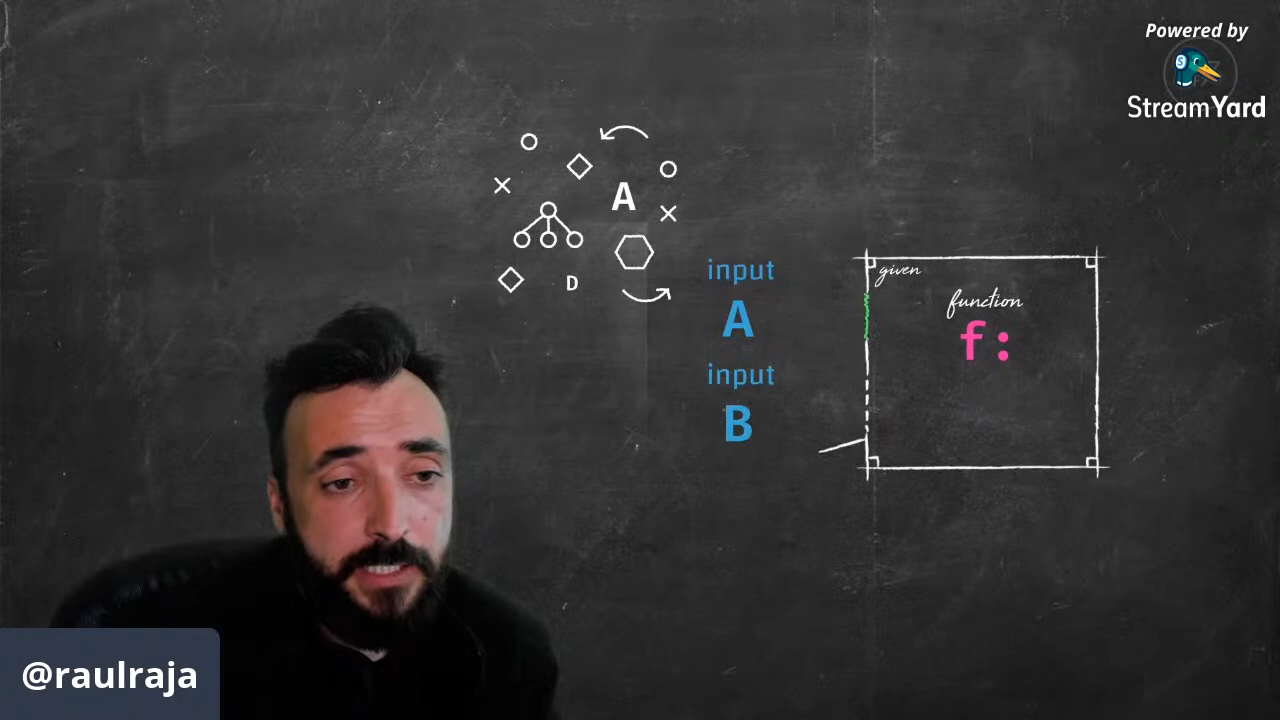 Powered by
StreamYard
A
D
input
A
input
B
given
function
f:
@raulraja